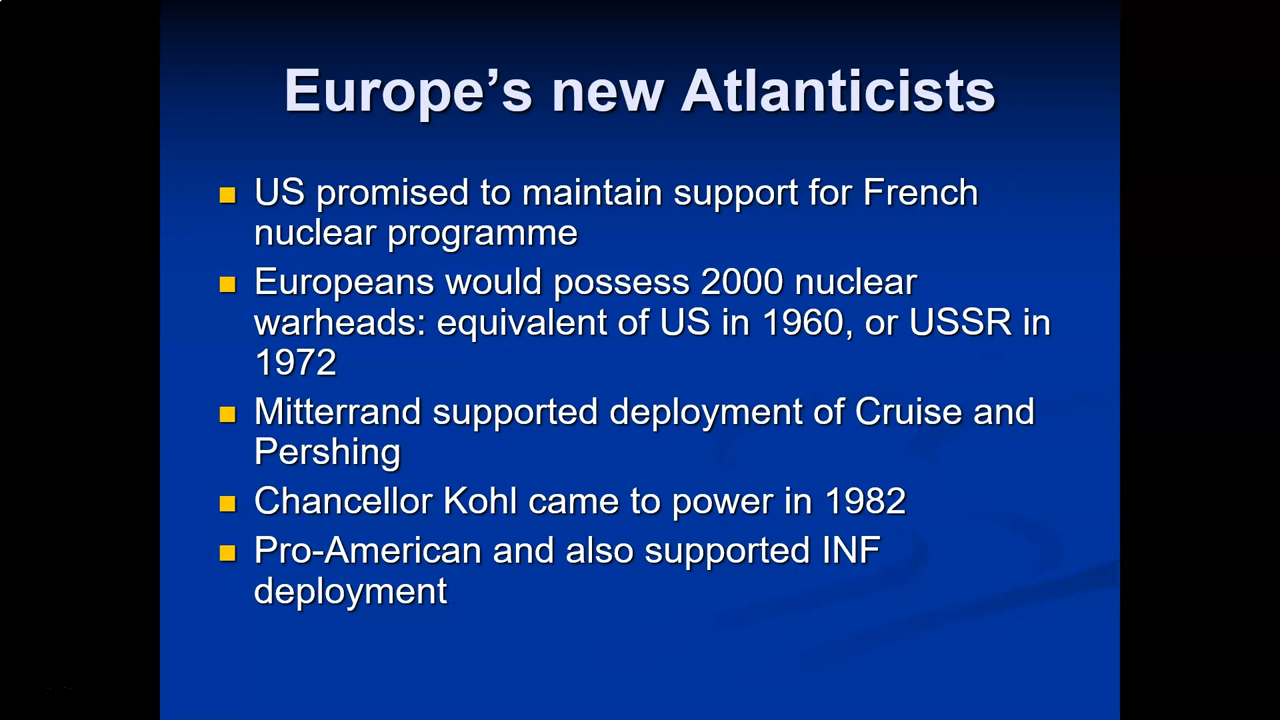 Europe's new Atlanticists
US promised to maintain support for French
nuclear programme
Europeans would possess 2000 nuclear
warheads: equivalent of US in 1960, or USSR in
1972
Mitterrand supported deployment of Cruise and
Pershing
Chancellor Kohl came to power in 1982
Pro-American and also supported INF
deployment